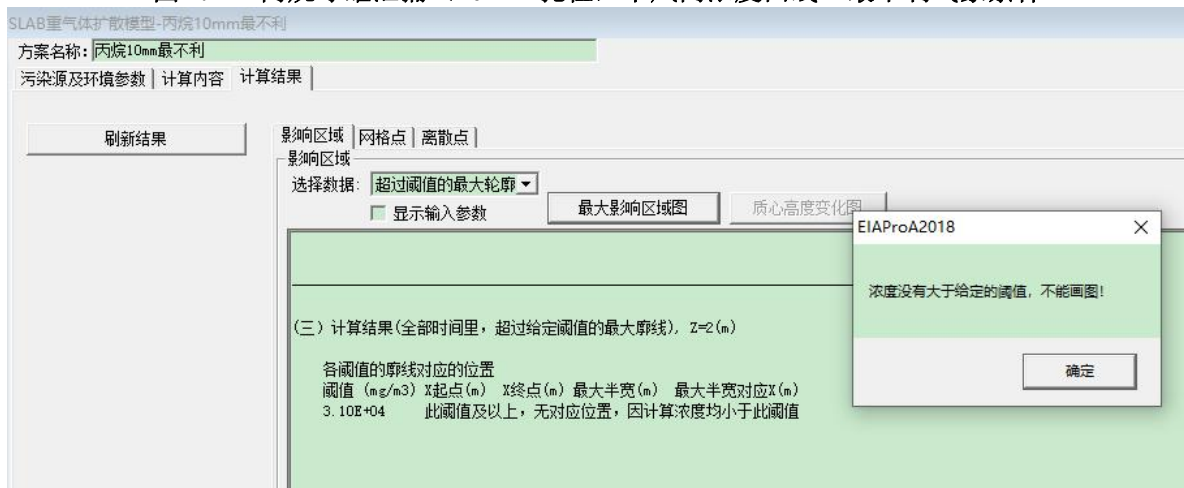 SLAB重气体扩散模型-丙烷10mm最不利
方案名称: 丙烷10mm最不利
污染源及环境参数 计算内容 计算结果
刷新结果
影响区域 网格点 离散点
影响区域
选择数据: 超过阈值的最大轮廓
显示输入参数 最大影响区域图 质心高度变化图
EIAProA2018
浓度没有大于给定的阈值, 不能画图!
确定
(三) 计算结果(全部时间里, 超过给定阈值的最大廓线), Z=2(m)
各阈值的廓线对应的位置
阈值 (mg/m3) X起点(m) X终点(m) 最大半宽(m) 最大半宽对应X(m)
3.10E+04 此阈值及以上, 无对应位置, 因计算浓度均小于此阈值